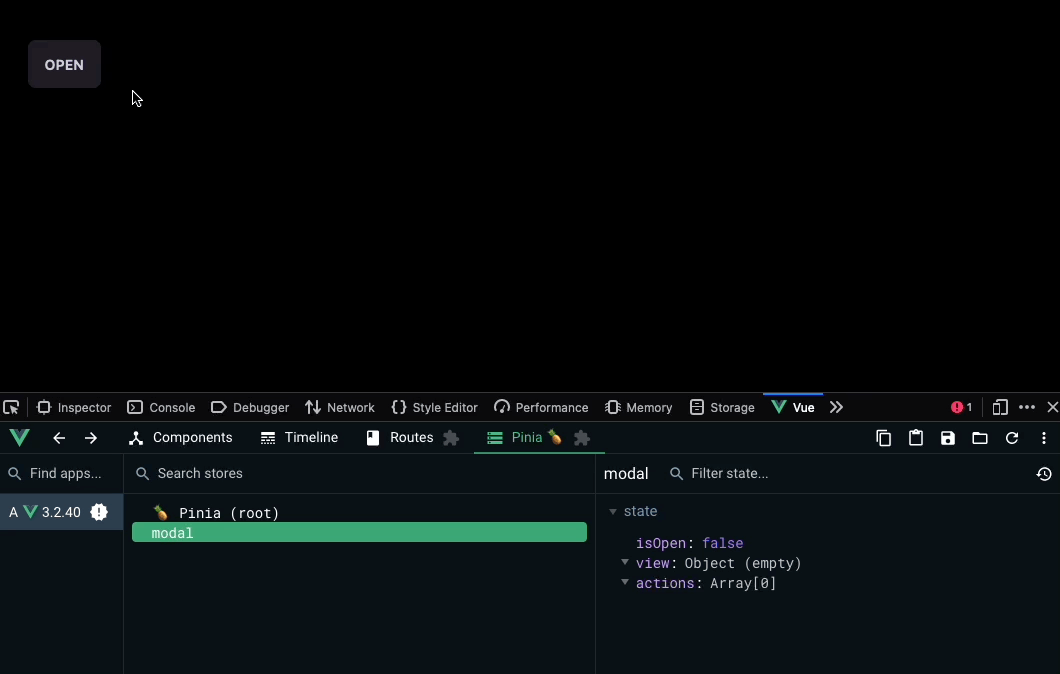 OPEN
Inspector Console Debugger Network Style Editor Performance Memory Storage Vue 1
Components Timeline Routes Pinia 🍍
Find apps... Search stores modal Filter state...
A 3.2.40 🍍 Pinia (root) state
modal
isOpen: false
view: Object (empty)
actions: Array[0]